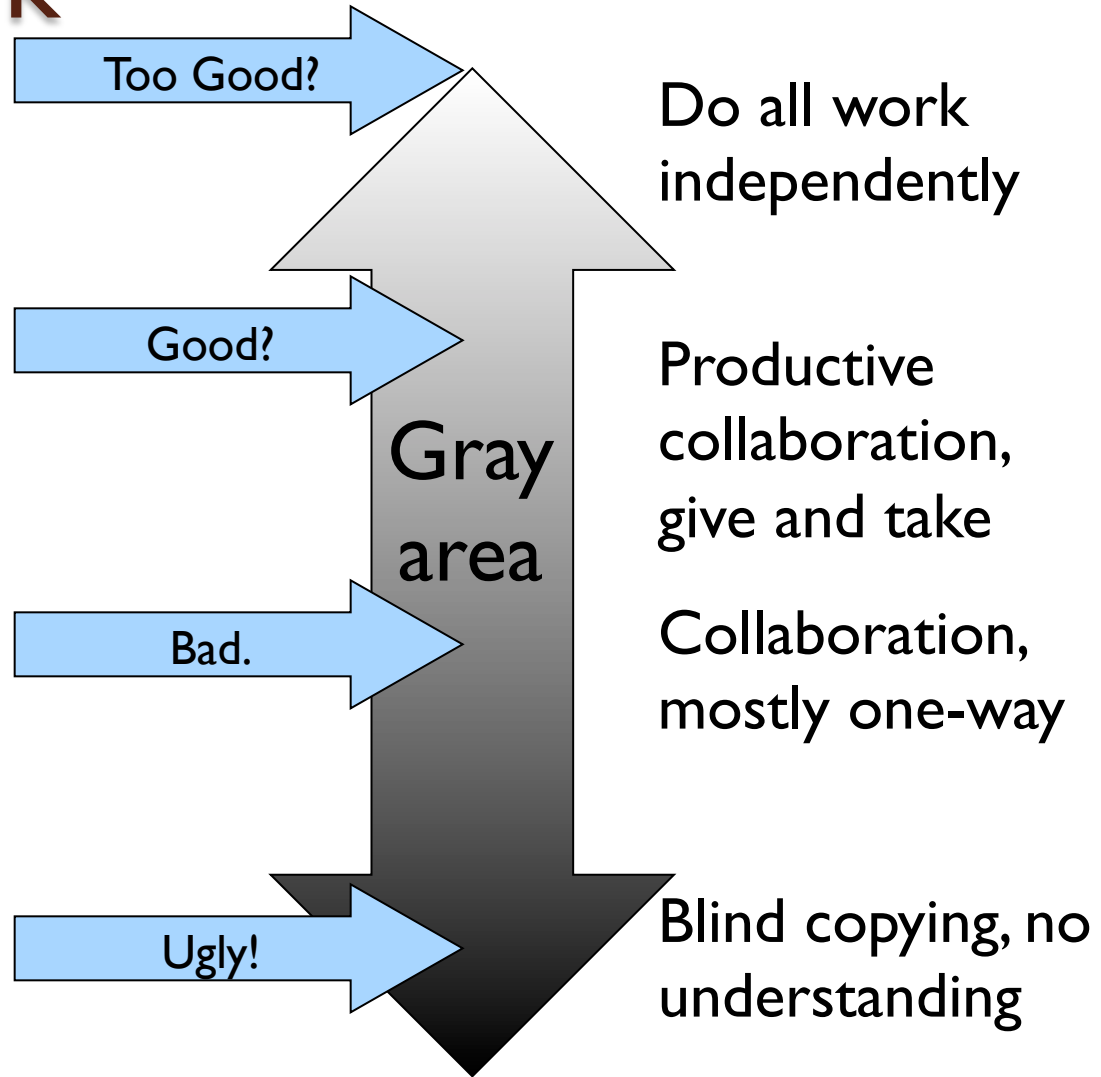 Too Good?
Do all work
independently
Good?
Productive
collaboration,
give and take
Gray
area
Bad.
Collaboration,
mostly one-way
Ugly!
Blind copying, no
understanding